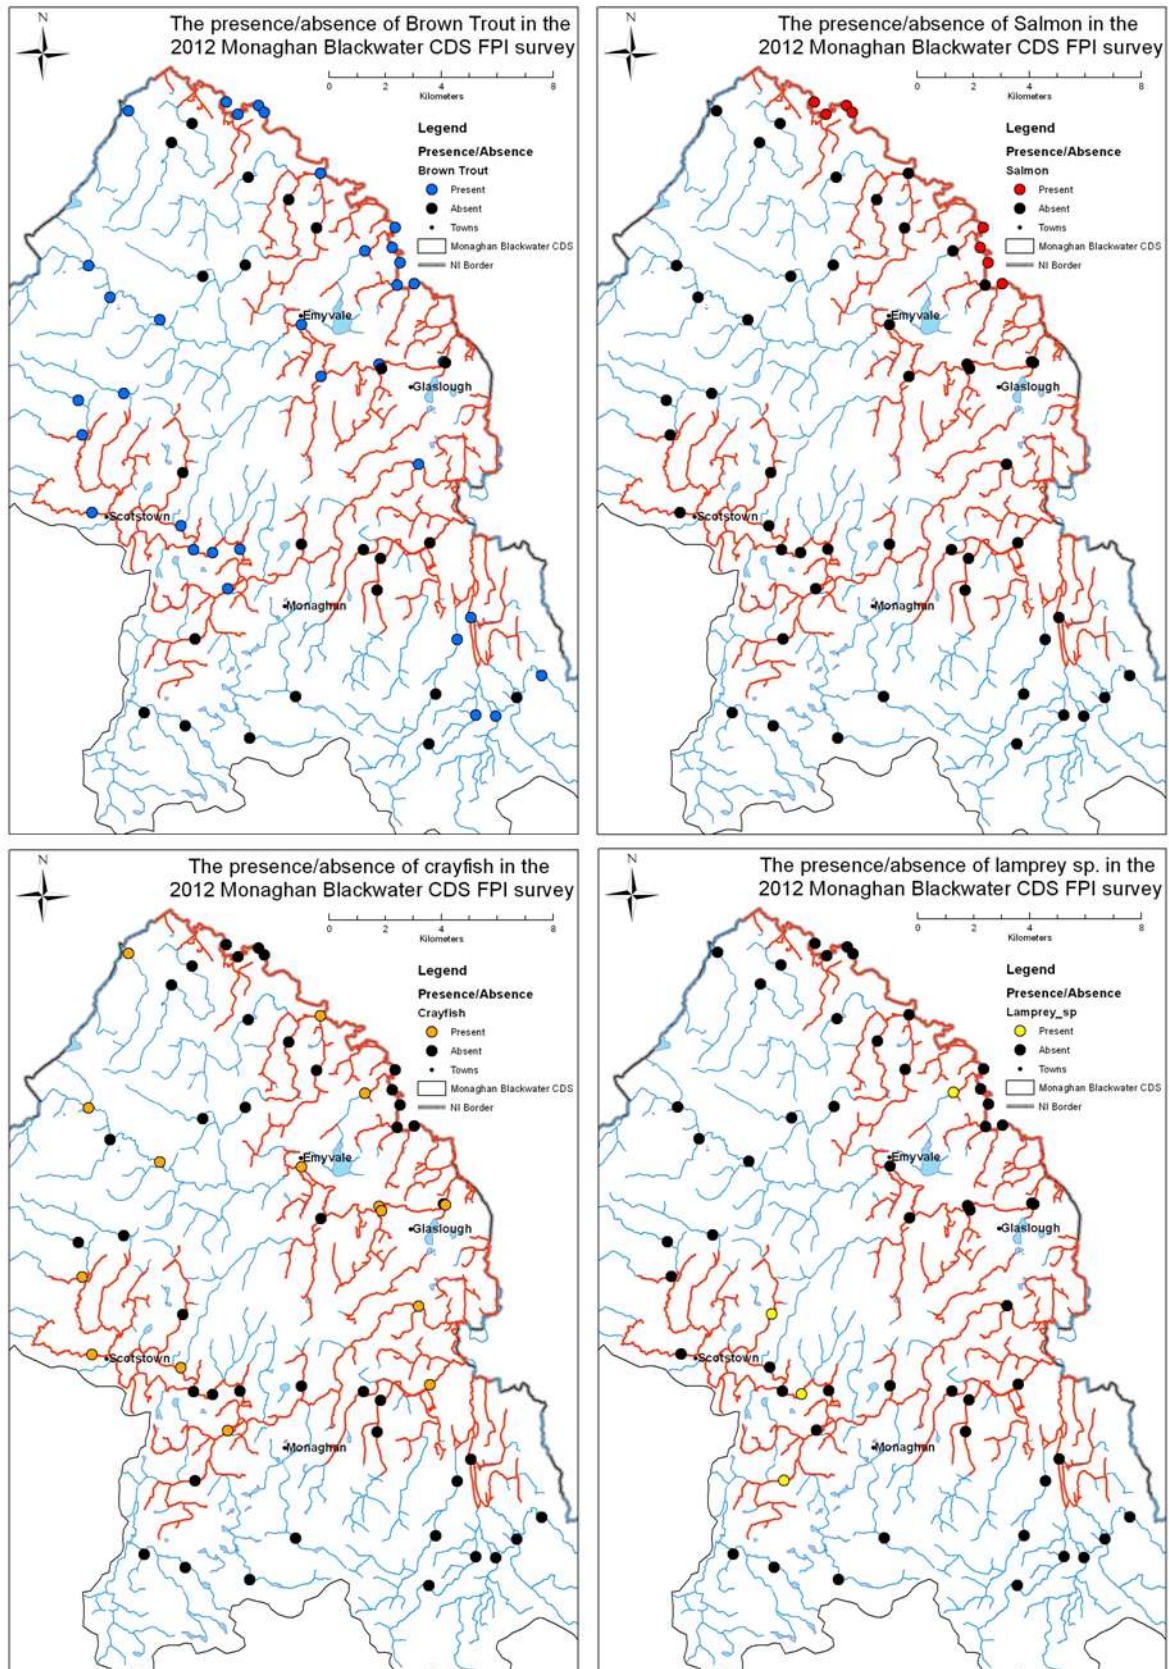 N
The presence/absence of Brown Trout in the
2012 Monaghan Blackwater CDS FPI survey
0 2 4 8
Kilometers
Legend
Presence/Absence
Brown Trout
Present
Absent
Towns
Monaghan Blackwater CDS
NI Border
Emyvale
Glaslough
Scotstown
Monaghan
N
The presence/absence of Salmon in the
2012 Monaghan Blackwater CDS FPI survey
0 2 4 8
Kilometers
Legend
Presence/Absence
Salmon
Present
Absent
Towns
Monaghan Blackwater CDS
NI Border
Emyvale
Glaslough
Scotstown
Monaghan
N
The presence/absence of crayfish in the
2012 Monaghan Blackwater CDS FPI survey
0 2 4 8
Kilometers
Legend
Presence/Absence
Crayfish
Present
Absent
Towns
Monaghan Blackwater CDS
NI Border
Emyvale
Glaslough
Scotstown
Monaghan
N
The presence/absence of lamprey sp. in the
2012 Monaghan Blackwater CDS FPI survey
0 2 4 8
Kilometers
Legend
Presence/Absence
Lamprey_sp
Present
Absent
Towns
Monaghan Blackwater CDS
NI Border
Emyvale
Glaslough
Scotstown
Monaghan